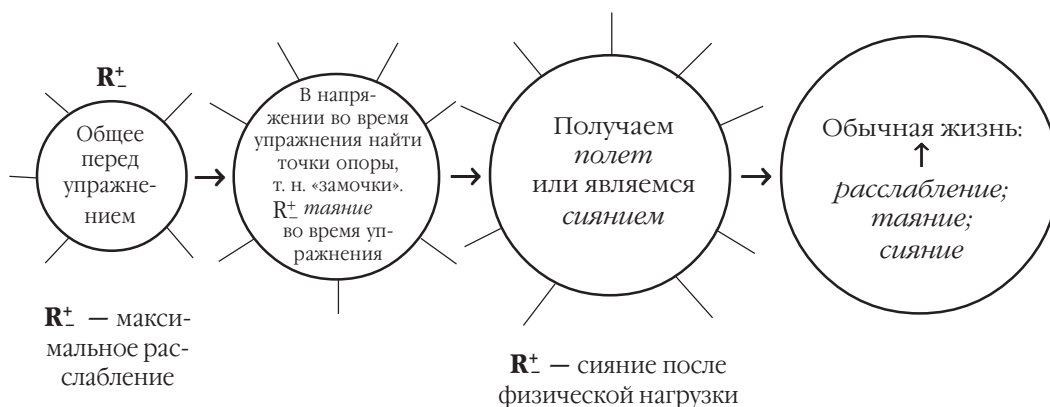 R±
Общее
перед
упражне-
нием
В напря-
жении во время
упражнения найти
точки опоры,
т. н. «замочки».
R± таяние
во время уп-
ражнения
Получаем
полет
или являемся
сиянием
Обычная жизнь:
расслабление;
таяние;
сияние
R± — макси-
мальное рас-
слабление
R± — сияние после
физической нагрузки